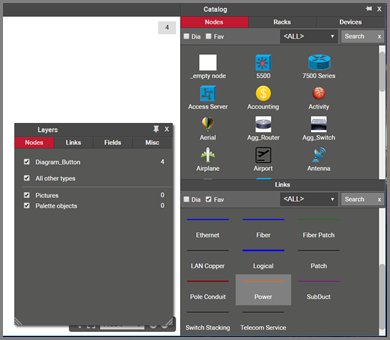 Catalog X
Nodes Racks Devices
4
Dia Fav <ALL> Search x
_empty node 5500 7500 Series
Access Server Accounting Activity
Aerial Agg_Router Agg_Switch
Airplane Airport Antenna
Layers X
Nodes Links Fields Misc
Diagram_Button 4
All other types
Pictures 0
Palette objects 0
Links
Dia Fav <ALL> Search x
Ethernet Fiber Fiber Patch
LAN Copper Logical Patch
Pole Conduit Power SubDuct
Switch Stacking Telecom Service